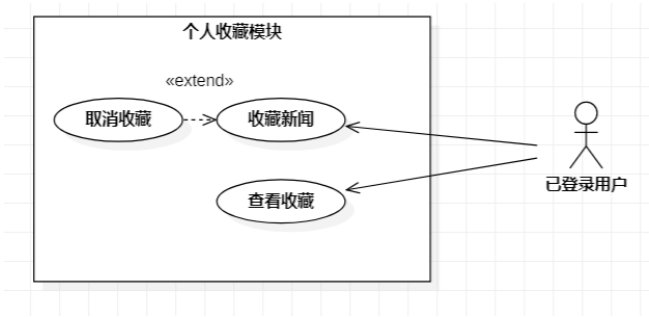 个人收藏模块
«extend»
取消收藏
收藏新闻
查看收藏
已登录用户